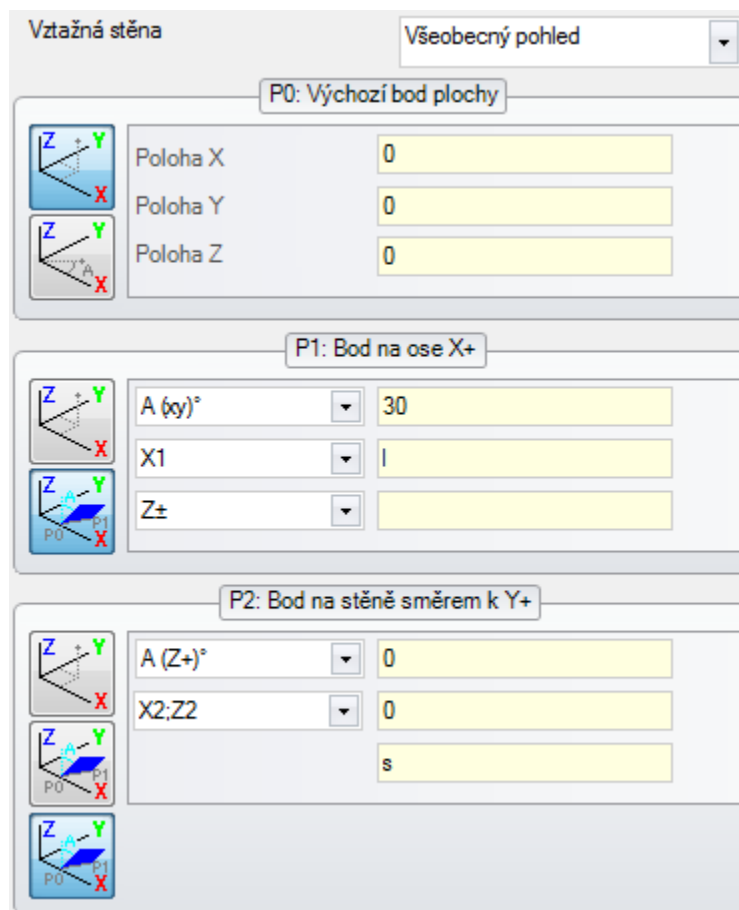 Vztažná stěna
Všeobecný pohled
P0: Výchozí bod plochy
Z Y X
Poloha X 0
Poloha Y 0
Z Y A X
Poloha Z 0
P1: Bod na ose X+
Z Y X
A (xy)° 30
X1 l
Z Y A P0 P1 X
Z±
P2: Bod na stěně směrem k Y+
Z Y X
A (Z+)° 0
X2;Z2 0
Z Y A P0 P1 X
s
Z Y A P0 P1 X